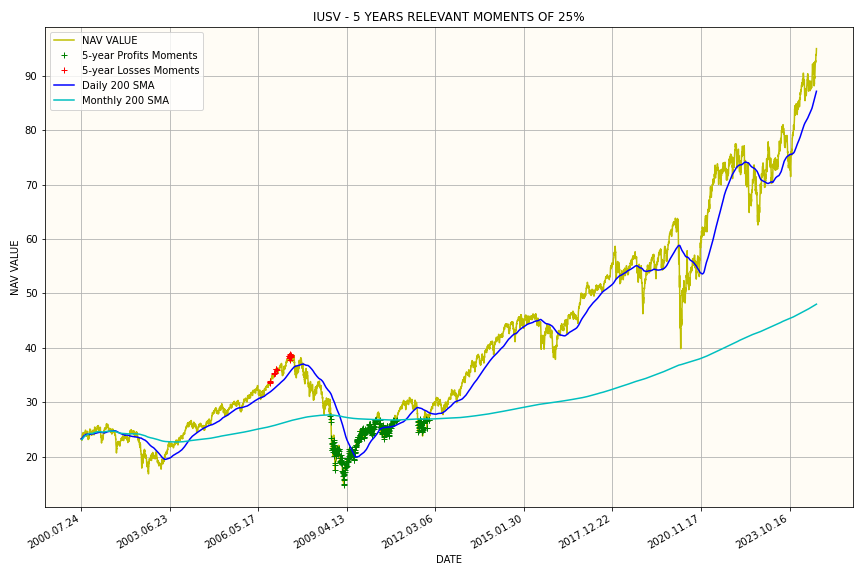 IUSV - 5 YEARS RELEVANT MOMENTS OF 25%
NAV VALUE
5-year Profits Moments
5-year Losses Moments
Daily 200 SMA
Monthly 200 SMA
90
80
70
60
50
40
30
20
NAV VALUE
2000.07.24
2003.06.23
2006.05.17
2009.04.13
2012.03.06
2015.01.30
2017.12.22
2020.11.17
2023.10.16
DATE